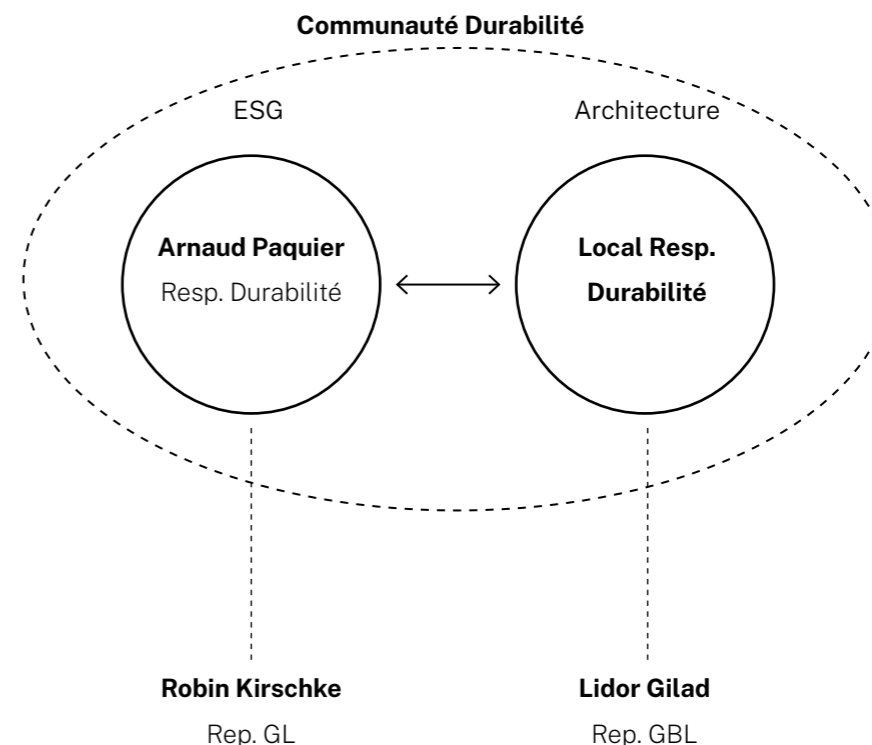 Communauté Durabilité
ESG
Architecture
Arnaud Paquier
Resp. Durabilité
Local Resp.
Durabilité
Robin Kirschke
Rep. GL
Lidor Gilad
Rep. GBL